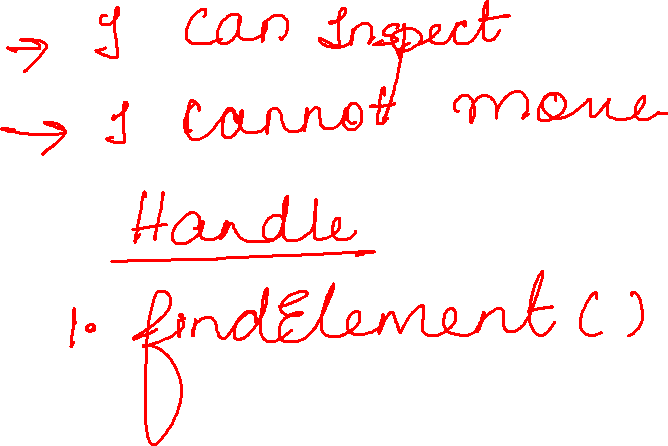 → I can Inspect
→ I cannot move
Handle
1. findElement()